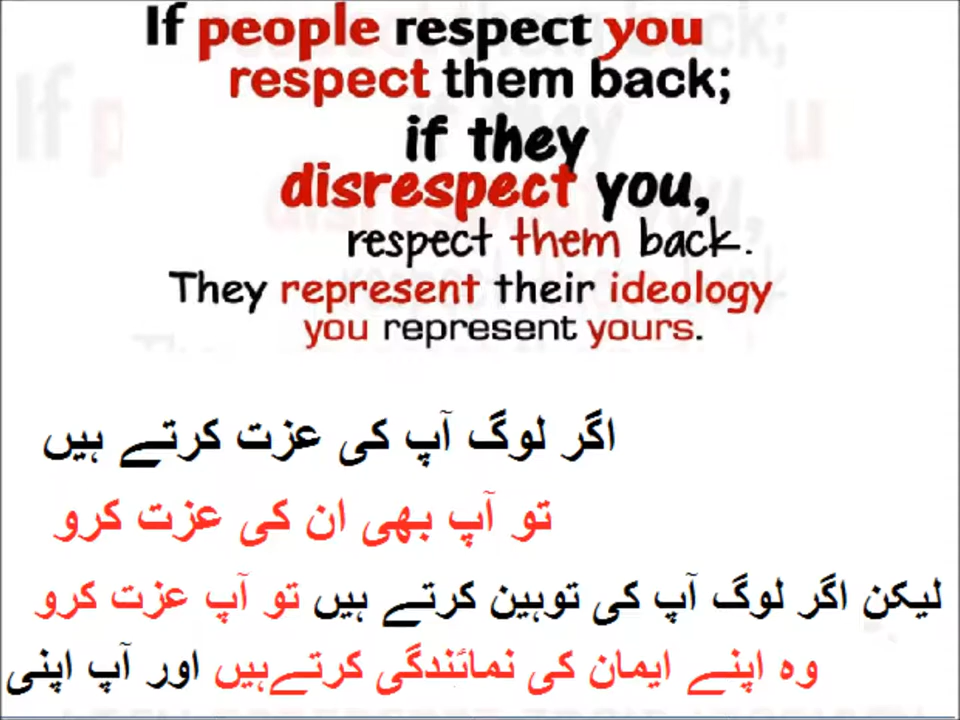 If people respect you
respect them back;
if they
disrespect you,
respect them back.
They represent their ideology
you represent yours.
اگر لوگ آپ کی عزت کرتے ہیں
تو آپ بھی ان کی عزت کرو
لیکن اگر لوگ آپ کی توہین کرتے ہیں تو آپ عزت کرو
وہ اپنے ایمان کی نمائندگی کرتےہیں اور آپ اپنی